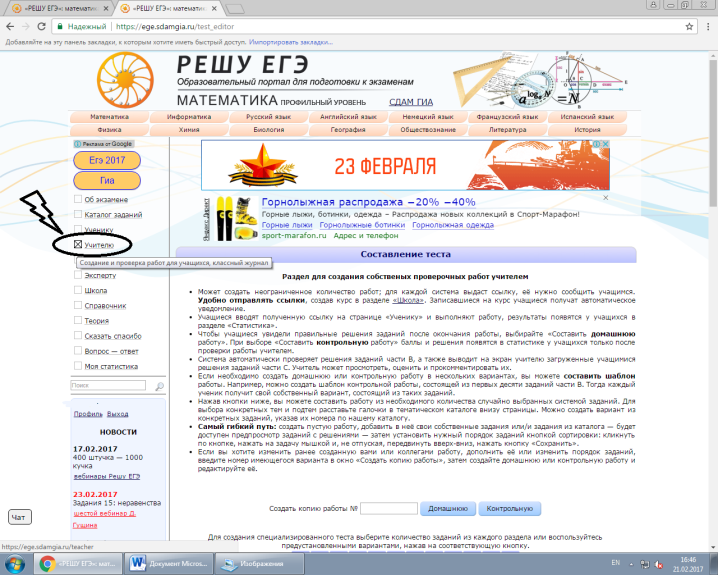 «РЕШУ ЕГЭ»: математик
«РЕШУ ЕГЭ»: математик
Надежный https://ege.sdamgia.ru/test_editor
Добавляйте на эту панель закладки, к которым хотите иметь быстрый доступ. Импортировать закладки...
РЕШУ ЕГЭ
Образовательный портал для подготовки к экзаменам
МАТЕМАТИКА ПРОФИЛЬНЫЙ УРОВЕНЬ СДАМ ГИА
Математика Информатика Русский язык Английский язык Немецкий язык Французский язык Испанский язык
Физика Химия Биология География Обществознание Литература История
Реклама от Google
Егэ 2017
Гиа
Об экзамене
Каталог заданий
Ученику
Учителю
Создание и проверка работ для учащихся, классный журнал
Эксперту
Школа
Справочник
Теория
Сказать спасибо
Вопрос — ответ
Моя статистика
Поиск
Профиль Выход
НОВОСТИ
17.02.2017
400 штучка — 1000
кучка
вебинары Решу ЕГЭ
23.02.2017
Задания 15: неравенства
шестой вебинар Д.
Гущина
Чат
23 ФЕВРАЛЯ
Яндекс.Директ
Горнолыжная распродажа −20% −40%
Горные лыжи, ботинки, одежда – Распродажа новых коллекций в Спорт-Марафон!
Горные лыжи Горнолыжные ботинки Горнолыжная одежда
sport-marafon.ru Адрес и телефон
Составление теста
Раздел для создания собственых проверочных работ учителем
• Может создать неограниченное количество работ; для каждой система выдаст ссылку, её нужно сообщить учащимся.
Удобно отправлять ссылки, создав курс в разделе «Школа». Записавшиеся на курс учащиеся получат автоматическое
уведомление.
• Учащиеся вводят полученную ссылку на странице «Ученику» и выполняют работу, результаты появятся у учащихся в
разделе «Статистика».
• Чтобы учащиеся увидели правильные решения заданий после окончания работы, выбирайте «Составить домашнюю
работу». При выборе «Составить контрольную работу» баллы и решения появятся в статистике у учащихся только после
проверки работы учителем.
• Система автоматически проверяет решения заданий части В, а также выводит на экран учителю загруженные учащимися
решения заданий части С. Учитель может просмотреть, оценить и прокомментировать их.
• Если необходимо создать домашнюю или контрольную работу в нескольких вариантах, вы можете составить шаблон
работы. Например, можно создать шаблон контрольной работы, состоящей из первых десяти заданий части В. Тогда каждый
ученик получит свой собственный вариант, состоящий из таких заданий.
• Нажав кнопки ниже, вы можете составить работу из необходимого количества случайно выбранных системой заданий. Для
выбора конкретных тем и подтем расставьте галочки в тематическом каталоге внизу страницы. Можно создать вариант из
конкретных заданий, указав их номера по нашему каталогу.
• Самый гибкий путь: создать пустую работу, добавить в неё свои собственные задания или/и задания из каталога — будет
доступен предпросмотр заданий с решениями — затем установить нужный порядок заданий кнопкой сортировки: кликнуть
по кнопке, нажать на задачу мышкой и, не отпуская, передвинуть вверх-вниз, нажать кнопку «Сохранить».
• Если вы хотите изменить ранее созданную вами или коллегами работу, дополнить её или изменить порядок заданий,
введите номер имеющегося варианта в окно «Создать копию работы», затем создайте домашнюю или контрольную работу и
редактируйте её.
Создать копию работы № Домашнюю Контрольную
Для создания специализированного теста выберите количество заданий из каждого раздела или воспользуйтесь
предустановленными вариантами, нажав на соответствующую кнопку.
https://ege.sdamgia.ru/teacher
«РЕШУ ЕГЭ»: мат... Документ Micros... Изображения
EN 16:46
21.02.2017